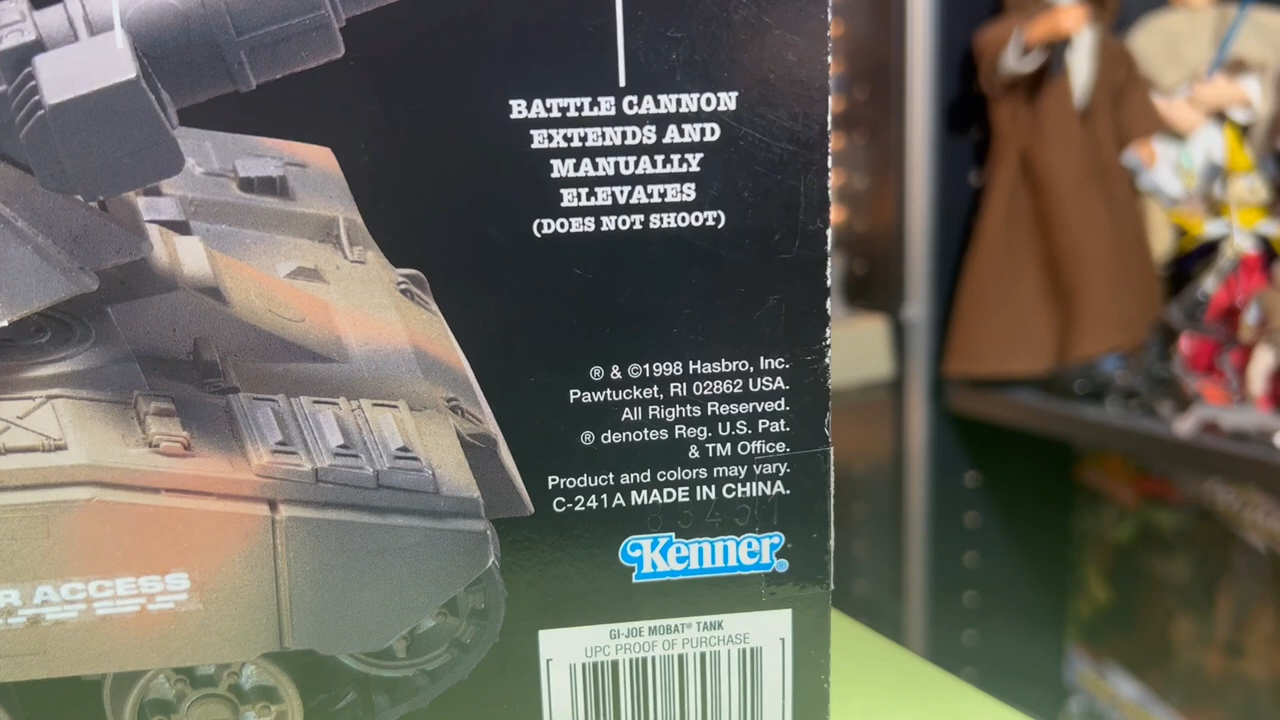 BATTLE CANNON
EXTENDS AND
MANUALLY
ELEVATES
(DOES NOT SHOOT)
® & ©1998 Hasbro, Inc.
Pawtucket, RI 02862 USA.
All Rights Reserved.
® denotes Reg. U.S. Pat.
& TM Office.
Product and colors may vary.
C-241A MADE IN CHINA.
Kenner®
R ACCESS
GI-JOE MOBAT® TANK
UPC PROOF OF PURCHASE